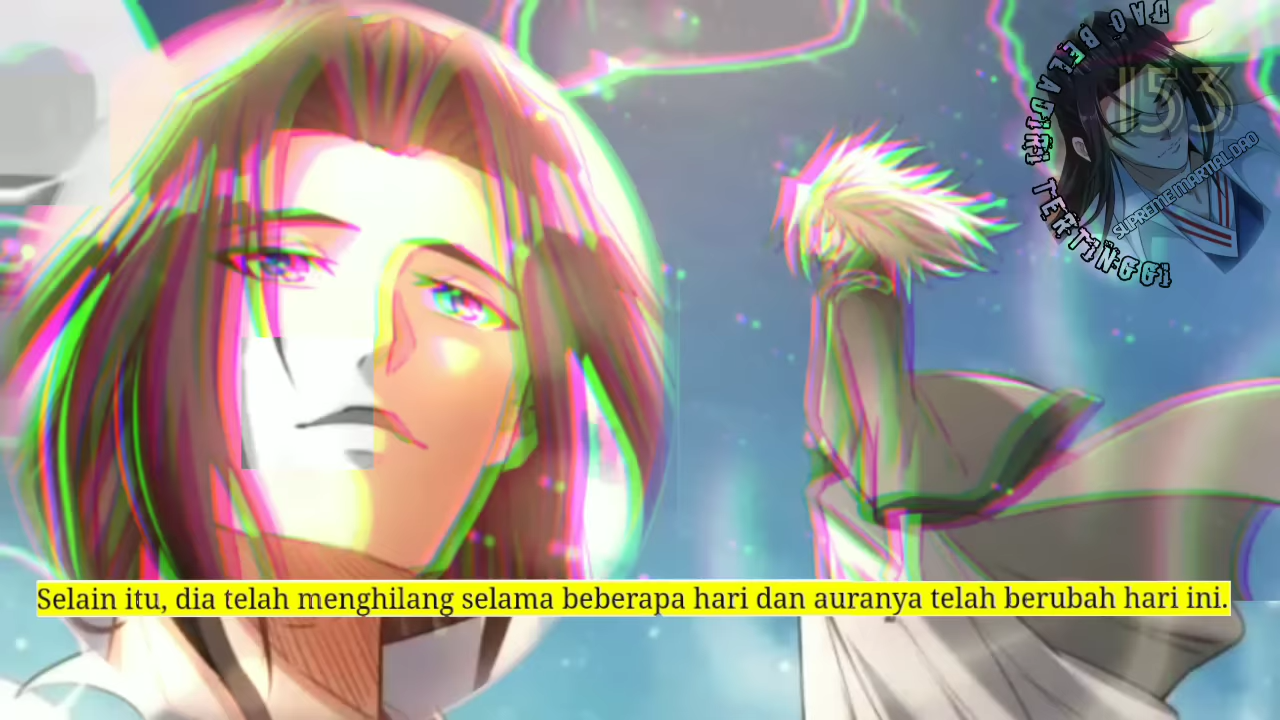 DAO BELADIRI TERTINGGI
153
SUPREME MARTIAL DAO
Selain itu, dia telah menghilang selama beberapa hari dan auranya telah berubah hari ini.